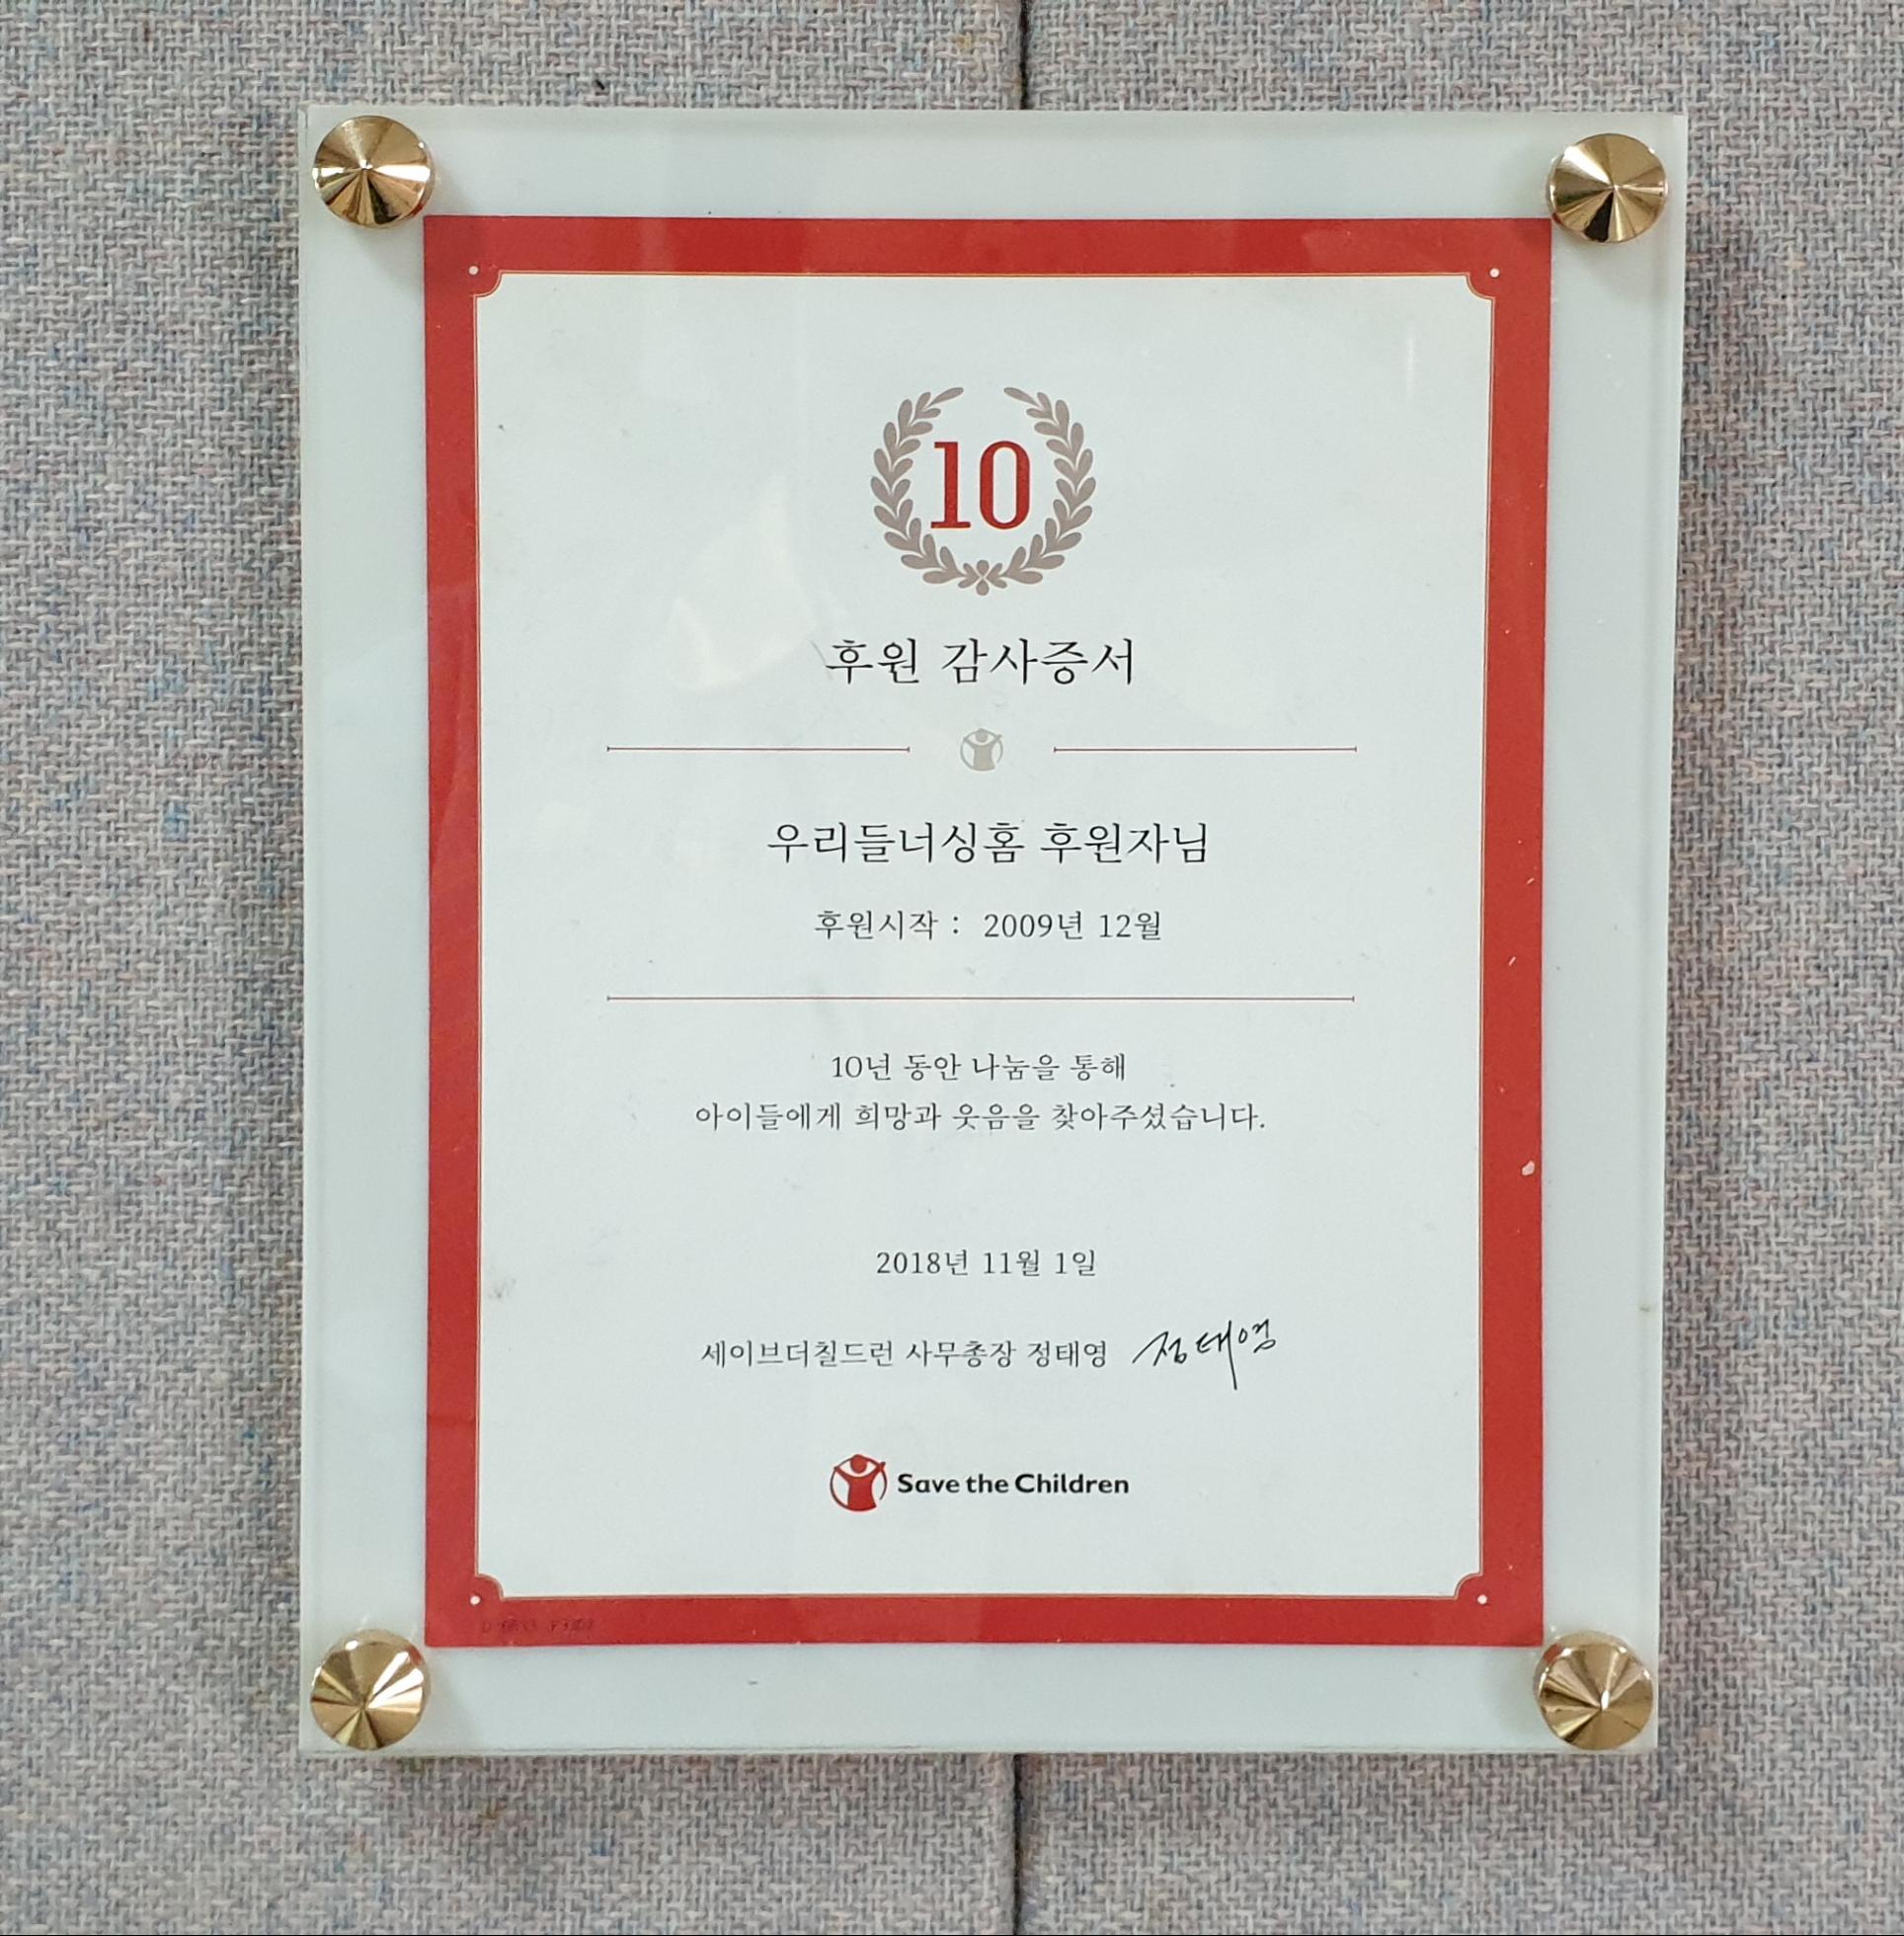 10
후원 감사증서
우리들너싱홈 후원자님
후원시작 : 2009년 12월
10년 동안 나눔을 통해
아이들에게 희망과 웃음을 찾아주셨습니다.
2018년 11월 1일
세이브더칠드런 사무총장 정태영 정태영
Save the Children